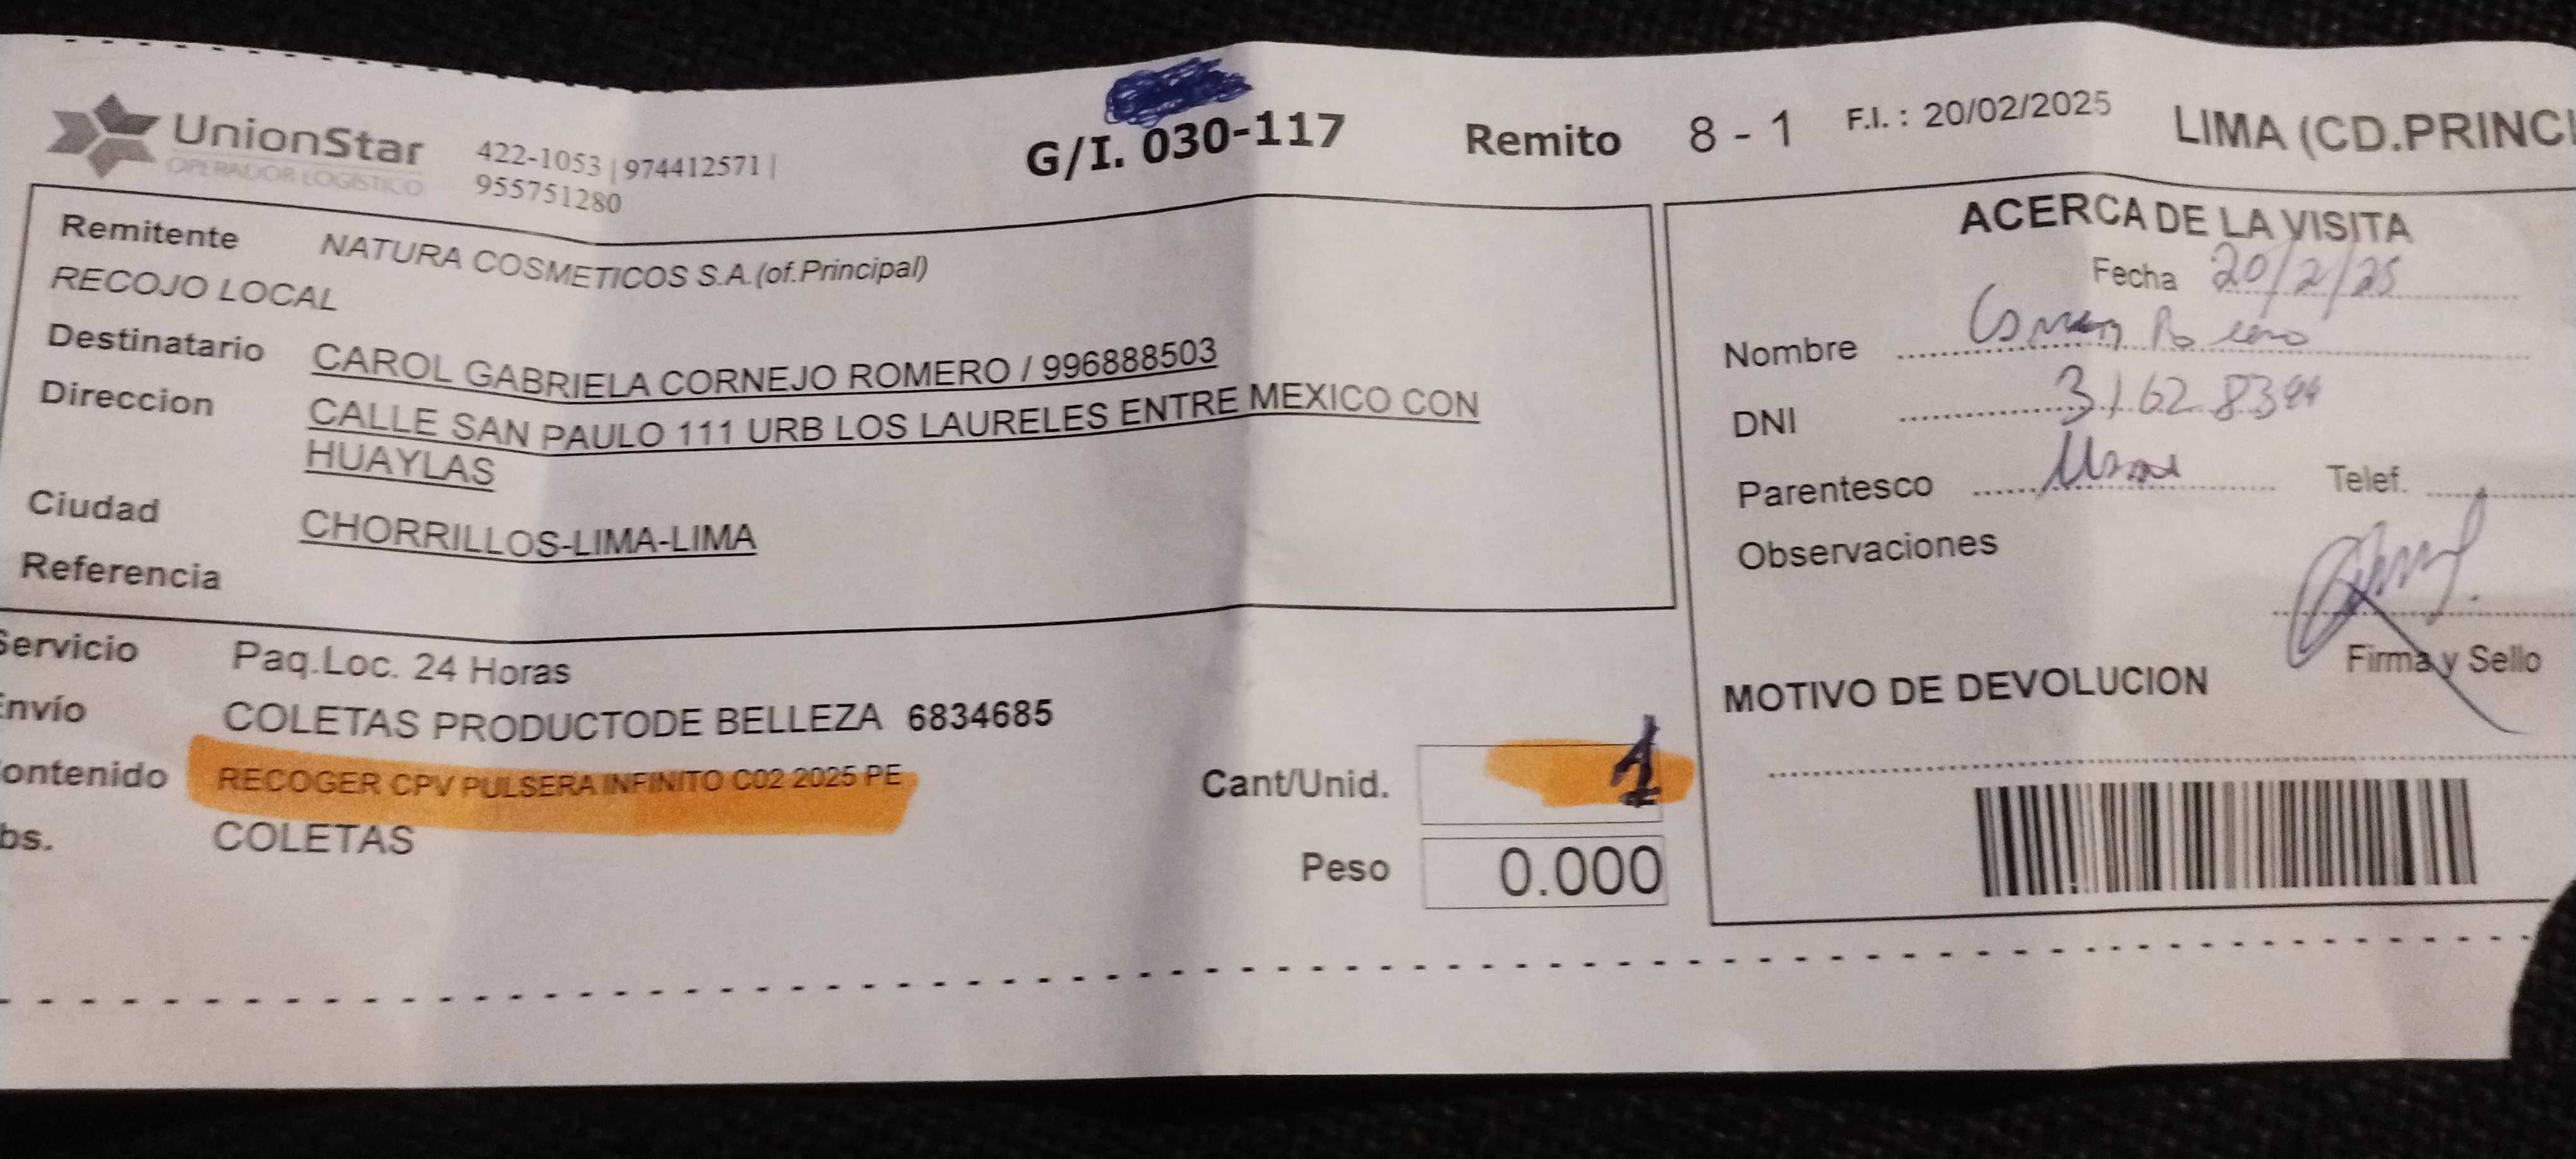 UnionStar
OPERADOR LOGÍSTICO
422-1053 | 974412571 |
955751280
G/I. 030-117 Remito 8 - 1 F.I. : 20/02/2025 LIMA (CD.PRINCI
Remitente NATURA COSMETICOS S.A.(of.Principal)
RECOJO LOCAL
Destinatario CAROL GABRIELA CORNEJO ROMERO / 996888503
Direccion CALLE SAN PAULO 111 URB LOS LAURELES ENTRE MEXICO CON
HUAYLAS
Ciudad CHORRILLOS-LIMA-LIMA
Referencia
Servicio Paq.Loc. 24 Horas
Envío COLETAS PRODUCTODE BELLEZA 6834685
ontenido RECOGER CPV PULSERA INFINITO C02 2025 PE
bs. COLETAS
Cant/Unid. 1
Peso 0.000
ACERCA DE LA VISITA
Fecha 20/2/25
Nombre
DNI
Parentesco
Telef.
Observaciones
Firma y Sello
MOTIVO DE DEVOLUCION